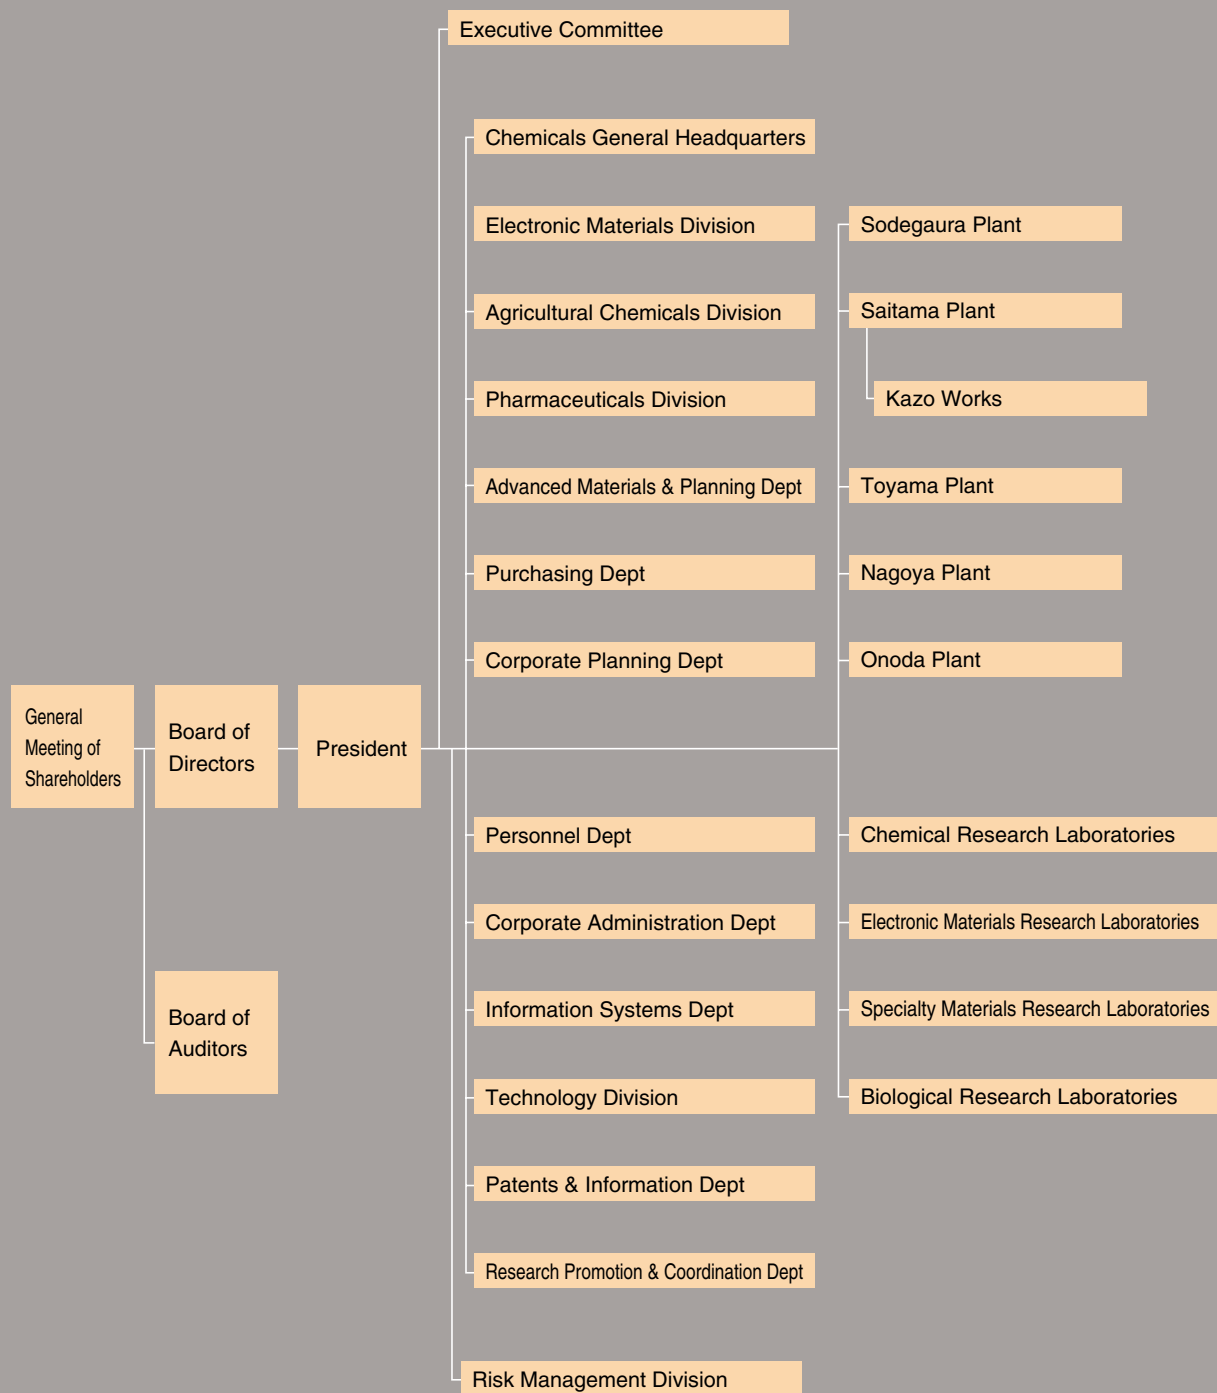 Executive Committee
Chemicals General Headquarters
Electronic Materials Division
Agricultural Chemicals Division
Pharmaceuticals Division
Advanced Materials & Planning Dept
Purchasing Dept
Corporate Planning Dept
Sodegaura Plant
Saitama Plant
Kazo Works
Toyama Plant
Nagoya Plant
Onoda Plant
General
Meeting of
Shareholders
Board of
Directors
President
Board of
Auditors
Personnel Dept
Corporate Administration Dept
Information Systems Dept
Technology Division
Patents & Information Dept
Research Promotion & Coordination Dept
Chemical Research Laboratories
Electronic Materials Research Laboratories
Specialty Materials Research Laboratories
Biological Research Laboratories
Risk Management Division